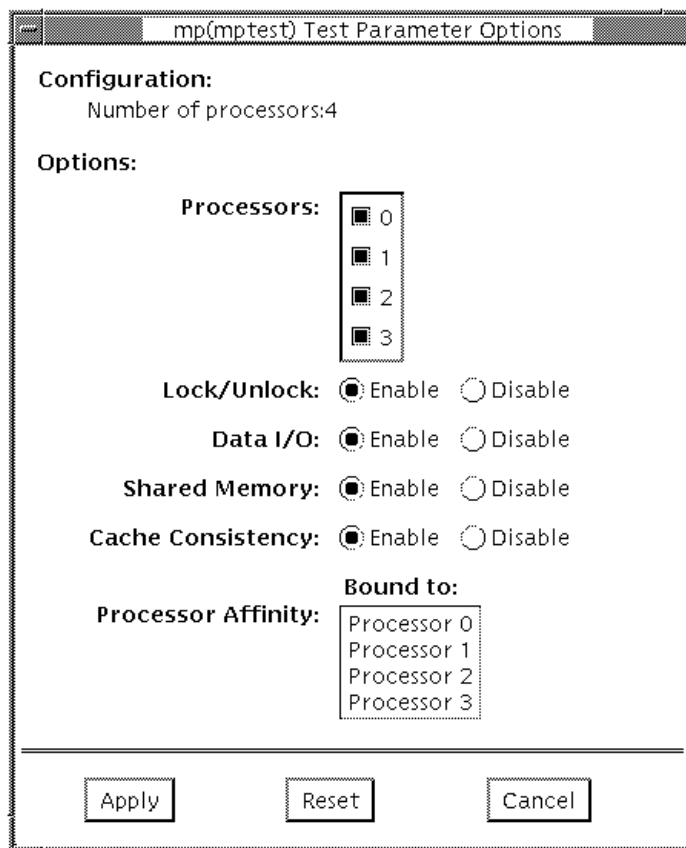 mp(mptest) Test Parameter Options
Configuration:
Number of processors:4
Options:
Processors:
0
1
2
3
Lock/Unlock: Enable Disable
Data I/O: Enable Disable
Shared Memory: Enable Disable
Cache Consistency: Enable Disable
Bound to:
Processor Affinity:
Processor 0
Processor 1
Processor 2
Processor 3
Apply Reset Cancel